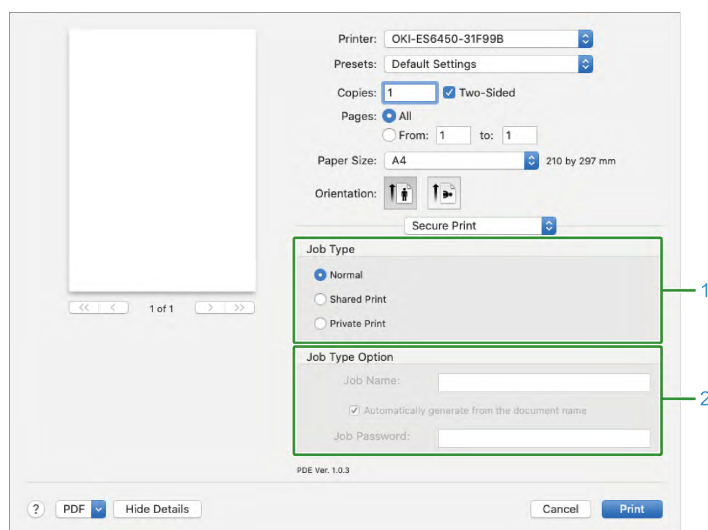 Printer: OKI-ES6450-31F99B
Presets: Default Settings
Copies: 1 Two-Sided
Pages: All
From: 1 to: 1
Paper Size: A4 210 by 297 mm
Orientation:
Secure Print
Job Type
Normal
Shared Print
Private Print
1
1 of 1
Job Type Option
Job Name:
Automatically generate from the document name
Job Password:
2
PDE Ver. 1.0.3
? PDF Hide Details Cancel Print